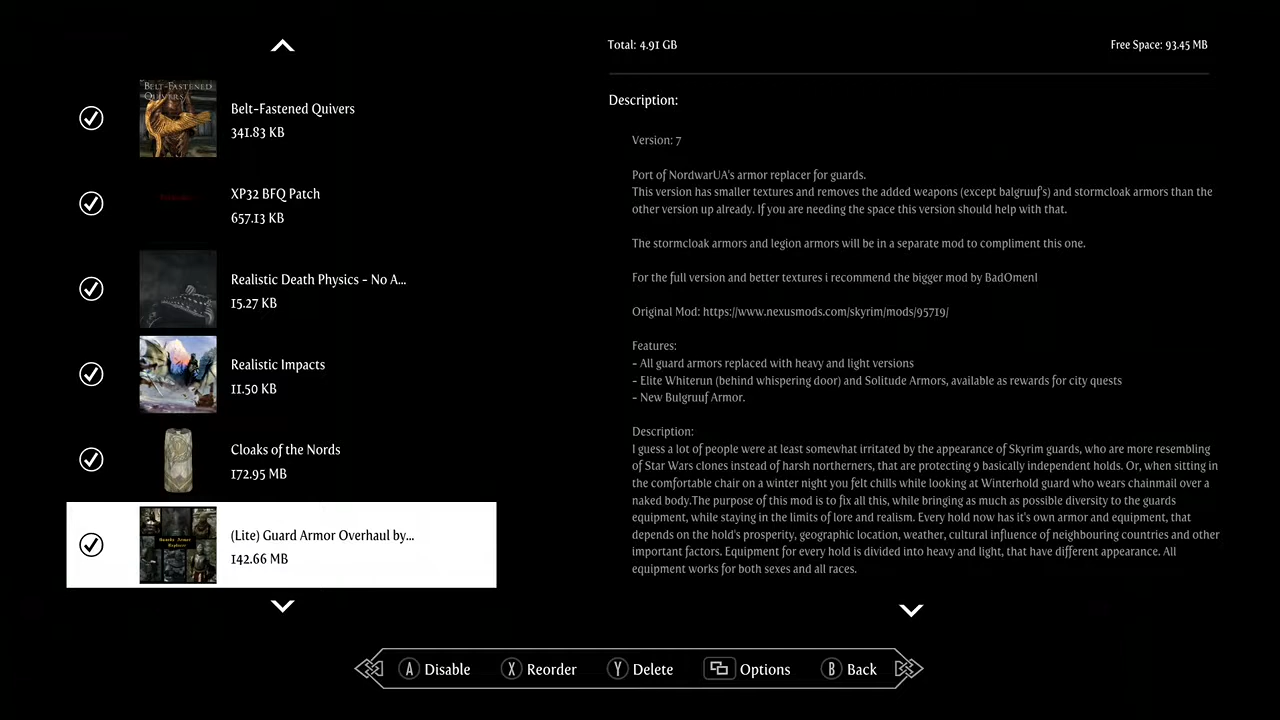 Total: 4.91 GB
Free Space: 93.45 MB
BELT-FASTENED
QUIVERS
Belt-Fastened Quivers
341.83 KB
XP32 BFQ Patch
657.13 KB
Realistic Death Physics - No A...
15.27 KB
Realistic Impacts
11.50 KB
Cloaks of the Nords
172.95 MB
Guards Armor
Replacer
(Lite) Guard Armor Overhaul by...
142.66 MB
Description:
Version: 7
Port of NordwarUA's armor replacer for guards.
This version has smaller textures and removes the added weapons (except balgruuf's) and stormcloak armors than the
other version up already. If you are needing the space this version should help with that.
The stormcloak armors and legion armors will be in a separate mod to compliment this one.
For the full version and better textures i recommend the bigger mod by BadOmenI
Original Mod: https://www.nexusmods.com/skyrim/mods/95719/
Features:
- All guard armors replaced with heavy and light versions
- Elite Whiterun (behind whispering door) and Solitude Armors, available as rewards for city quests
- New Bulgruuf Armor.
Description:
I guess a lot of people were at least somewhat irritated by the appearance of Skyrim guards, who are more resembling
of Star Wars clones instead of harsh northerners, that are protecting 9 basically independent holds. Or, when sitting in
the comfortable chair on a winter night you felt chills while looking at Winterhold guard who wears chainmail over a
naked body.The purpose of this mod is to fix all this, while bringing as much as possible diversity to the guards
equipment, while staying in the limits of lore and realism. Every hold now has it's own armor and equipment, that
depends on the hold's prosperity, geographic location, weather, cultural influence of neighbouring countries and other
important factors. Equipment for every hold is divided into heavy and light, that have different appearance. All
equipment works for both sexes and all races.
A Disable X Reorder Y Delete Options B Back